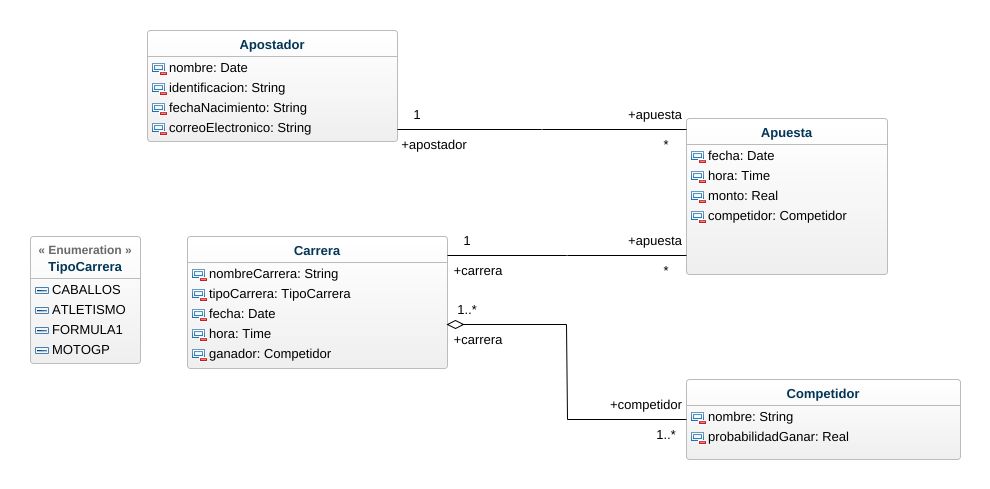 Apostador
nombre: Date
identificacion: String
fechaNacimiento: String
correoElectronico: String
1
+apostador
+apuesta
*
Apuesta
fecha: Date
hora: Time
monto: Real
competidor: Competidor
« Enumeration »
TipoCarrera
CABALLOS
ATLETISMO
FORMULA1
MOTOGP
Carrera
nombreCarrera: String
tipoCarrera: TipoCarrera
fecha: Date
hora: Time
ganador: Competidor
1
+carrera
+apuesta
*
1..*
+carrera
+competidor
1..*
Competidor
nombre: String
probabilidadGanar: Real